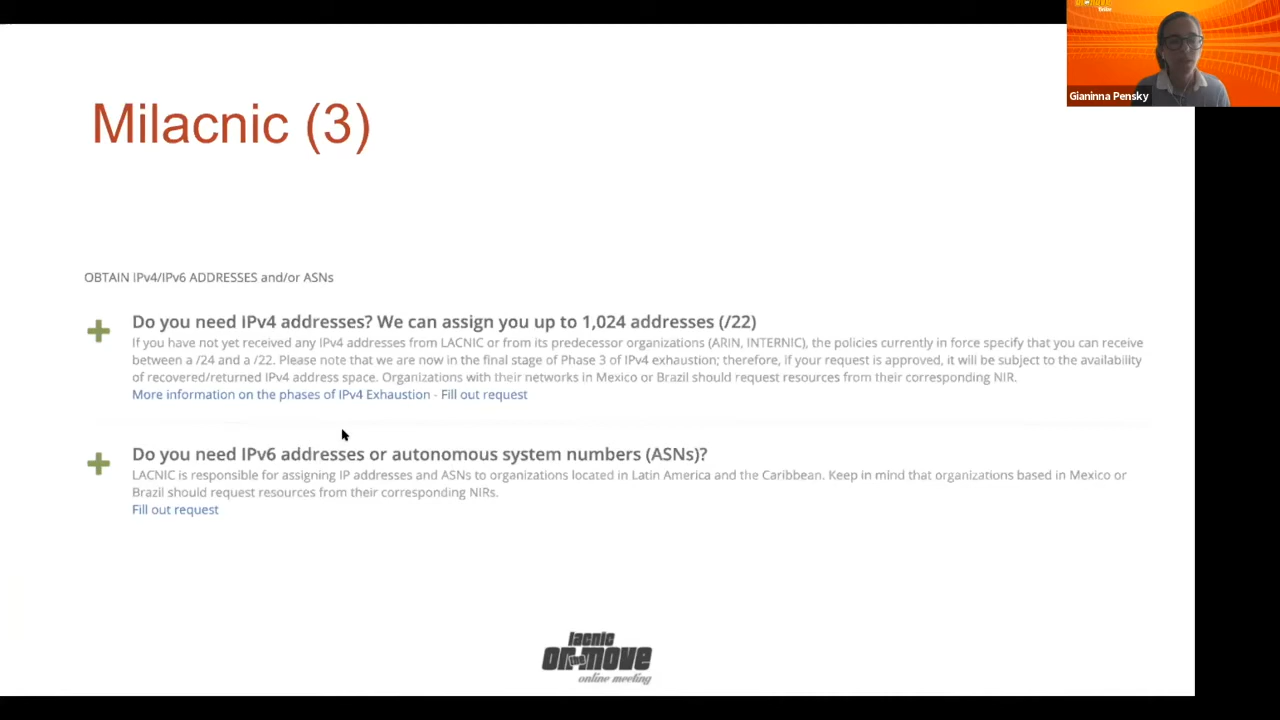 Milacnic (3)
Gianinna Pensky
OBTAIN IPv4/IPv6 ADDRESSES and/or ASNs
Do you need IPv4 addresses? We can assign you up to 1,024 addresses (/22)
If you have not yet received any IPv4 addresses from LACNIC or from its predecessor organizations (ARIN, INTERNIC), the policies currently in force specify that you can receive
between a /24 and a /22. Please note that we are now in the final stage of Phase 3 of IPv4 exhaustion; therefore, if your request is approved, it will be subject to the availability
of recovered/returned IPv4 address space. Organizations with their networks in Mexico or Brazil should request resources from their corresponding NIR.
More information on the phases of IPv4 Exhaustion - Fill out request
Do you need IPv6 addresses or autonomous system numbers (ASNs)?
LACNIC is responsible for assigning IP addresses and ASNs to organizations located in Latin America and the Caribbean. Keep in mind that organizations based in Mexico or
Brazil should request resources from their corresponding NIRs.
Fill out request
lacnic
on the move
online meeting